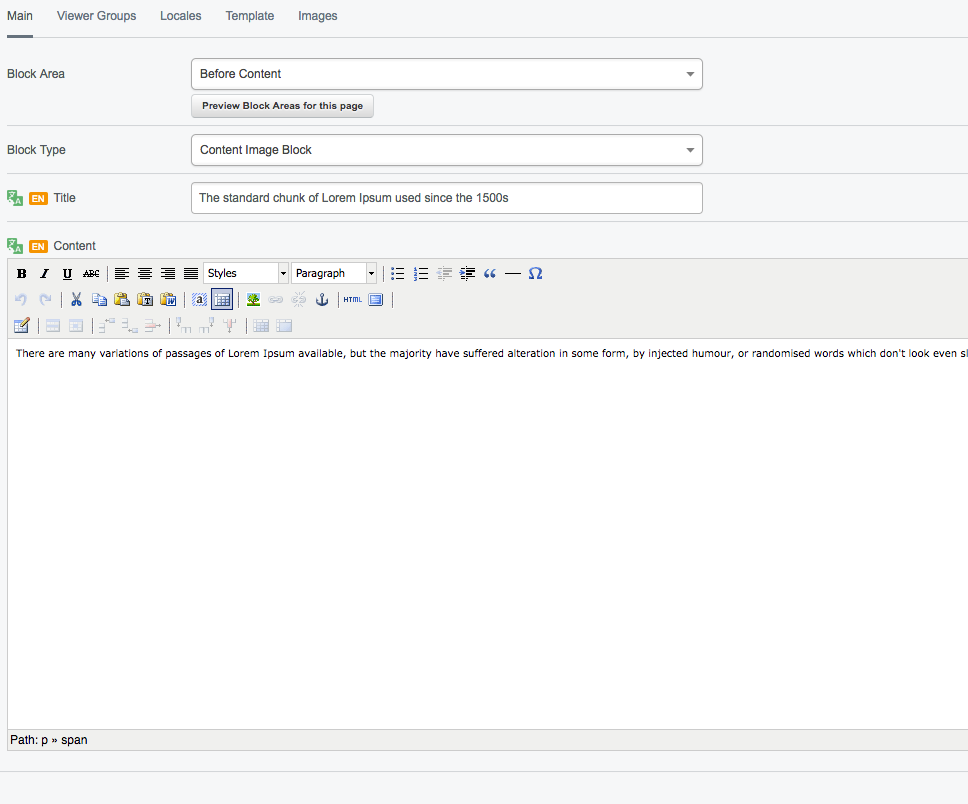 Main Viewer Groups Locales Template Images
Block Area Before Content
Preview Block Areas for this page
Block Type Content Image Block
EN Title The standard chunk of Lorem Ipsum used since the 1500s
EN Content
B I U ABC Styles Paragraph
HTML
There are many variations of passages of Lorem Ipsum available, but the majority have suffered alteration in some form, by injected humour, or randomised words which don't look even sl
Path: p » span